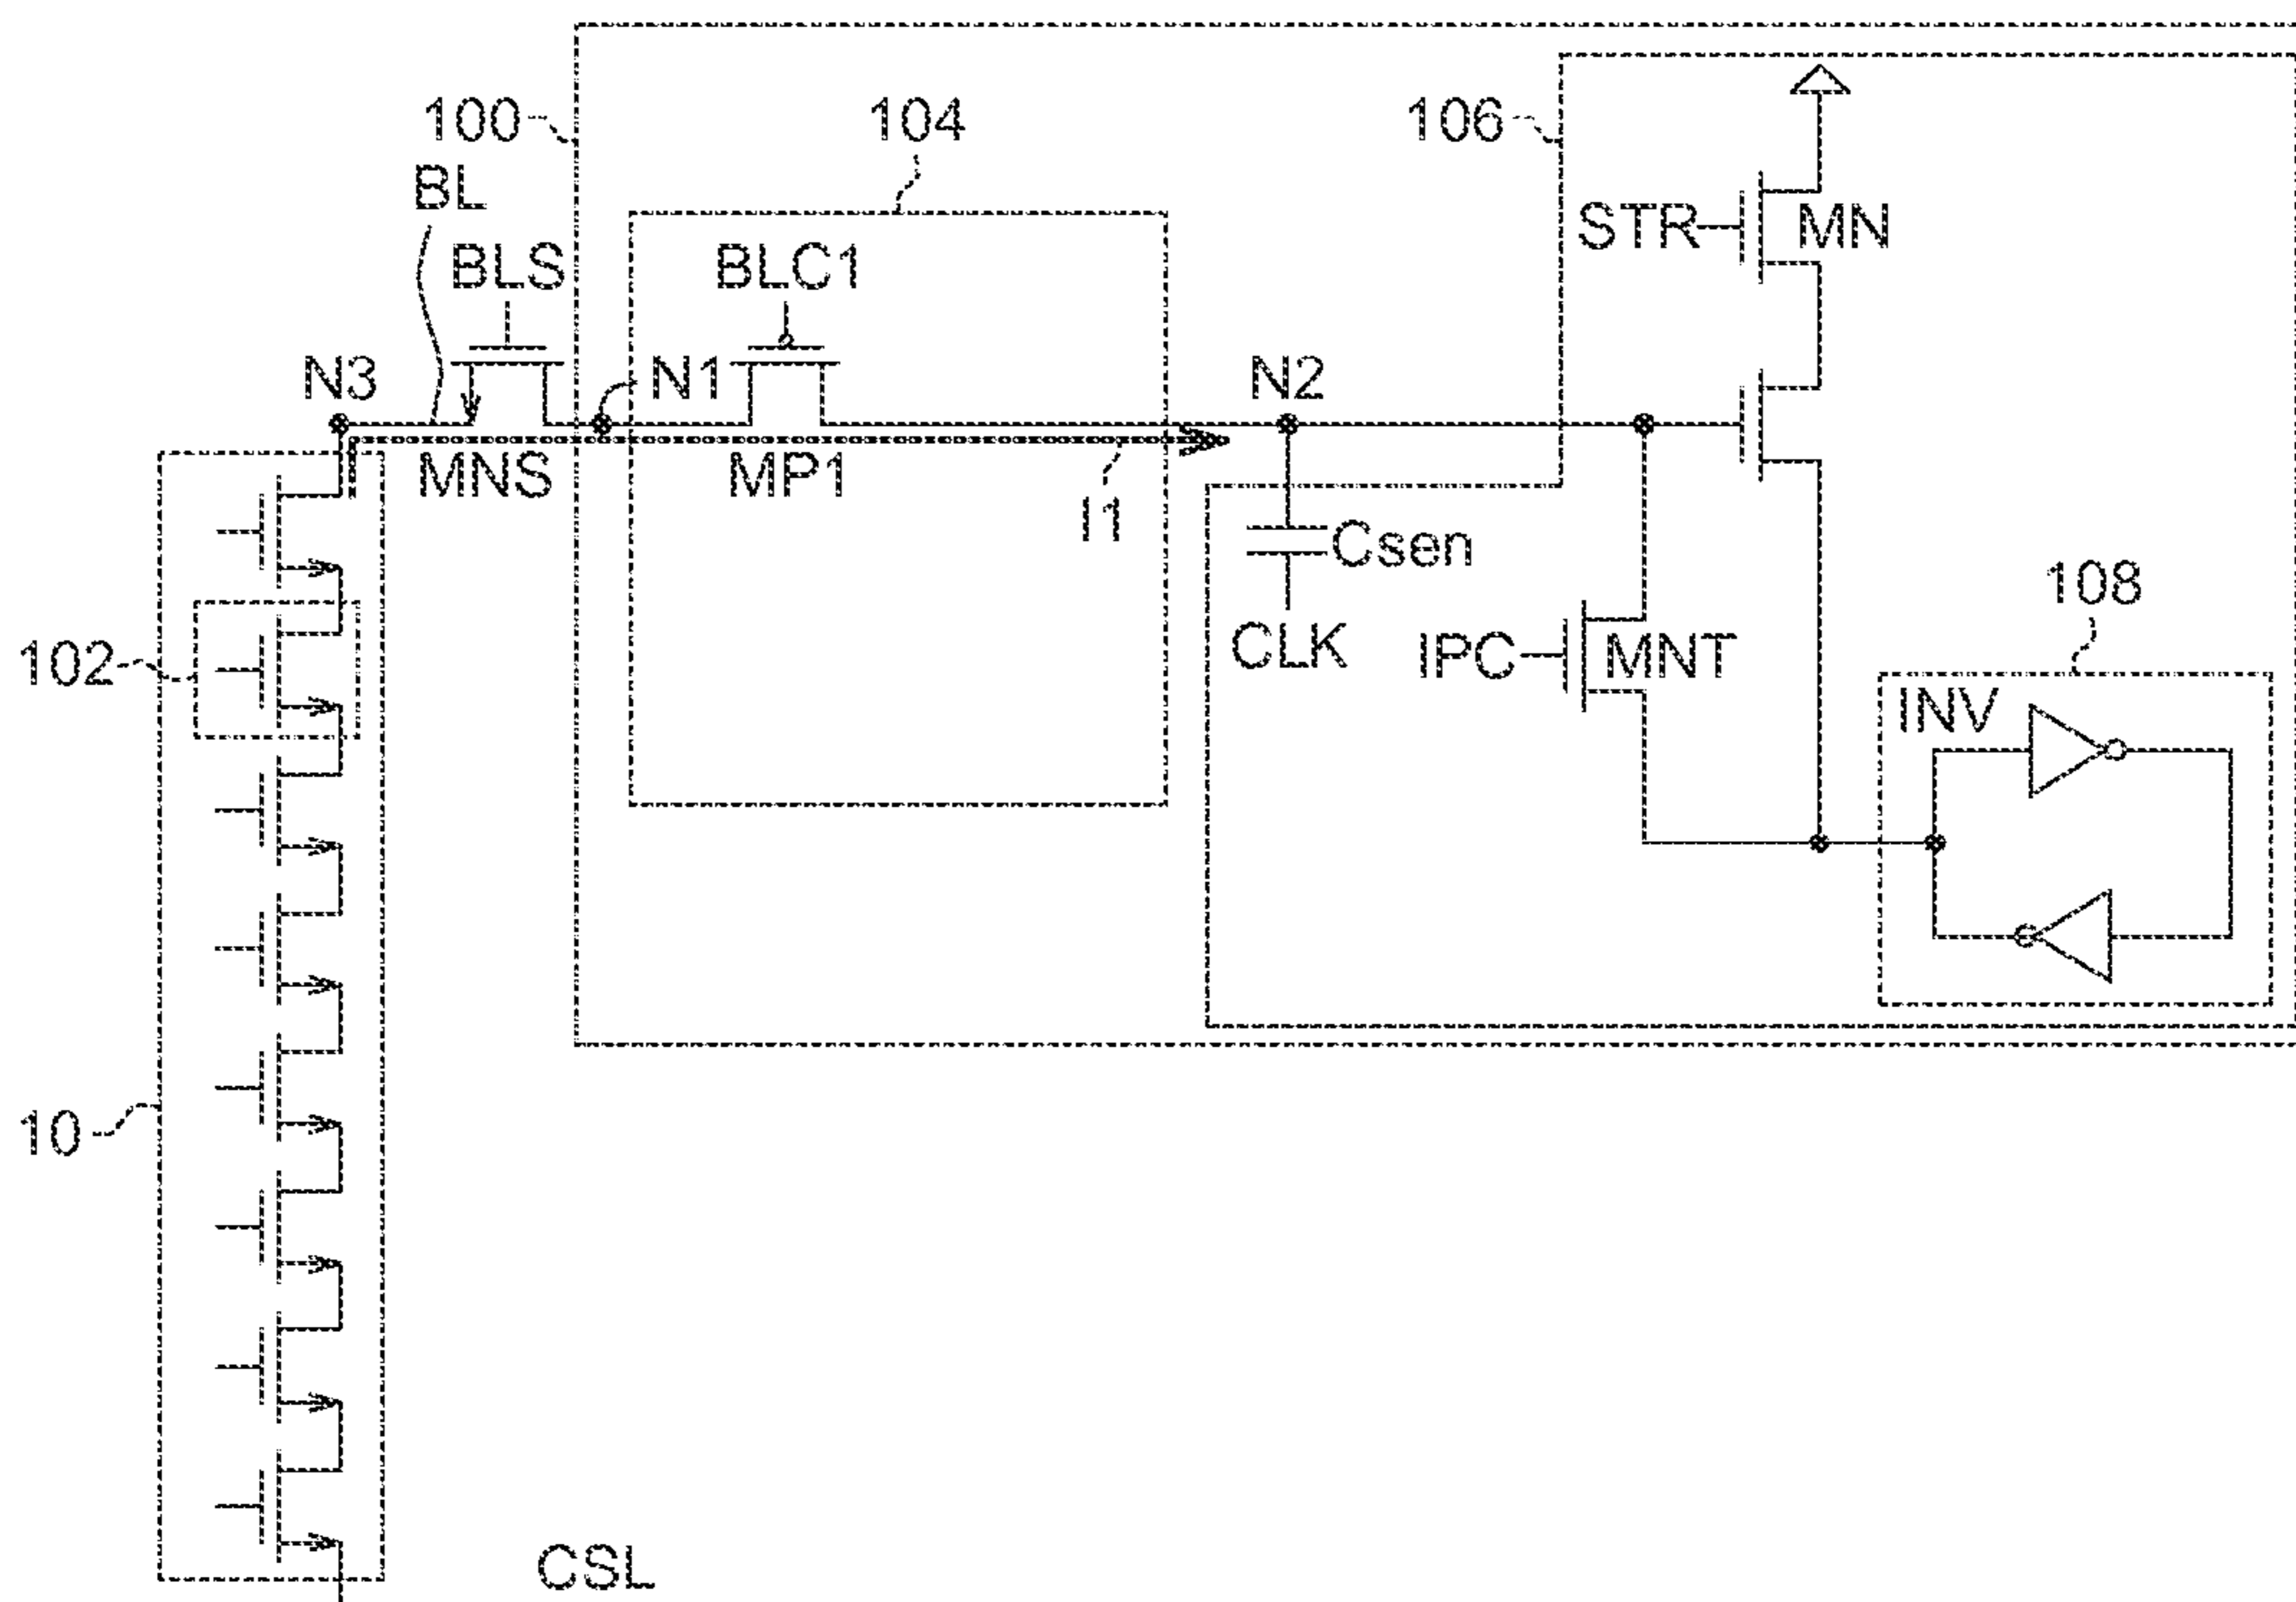 100
104
106
BL
STR
MN
BLS
BLC1
N3
N1
N2
MNS
MP1
I1
Csen
108
102
CLK
IPC
MNT
INV
10
CSL